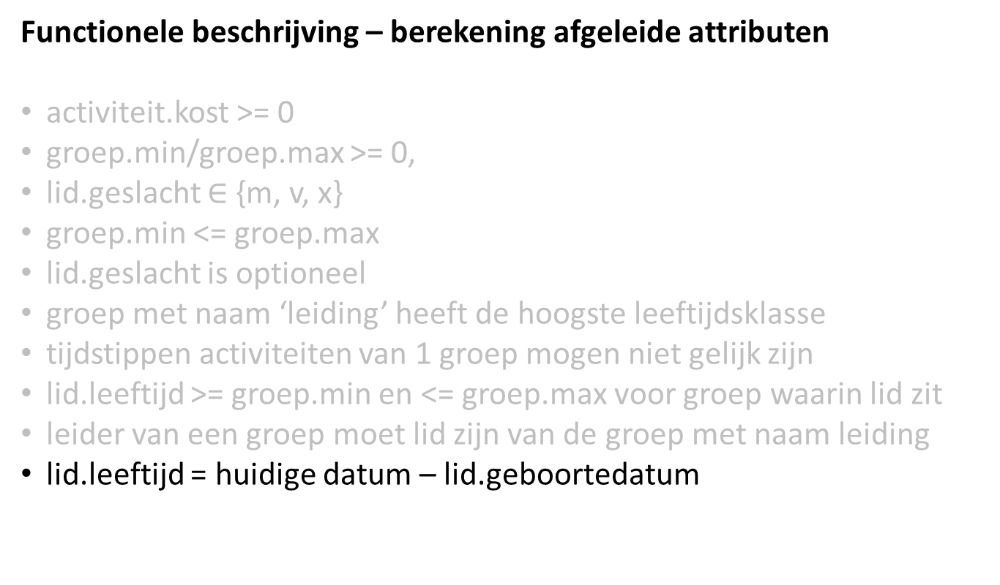 Functionele beschrijving – berekening afgeleide attributen
• activiteit.kost >= 0
• groep.min/groep.max >= 0,
• lid.geslacht ∈ {m, v, x}
• groep.min <= groep.max
• lid.geslacht is optioneel
• groep met naam ‘leiding’ heeft de hoogste leeftijdsklasse
• tijdstippen activiteiten van 1 groep mogen niet gelijk zijn
• lid.leeftijd >= groep.min en <= groep.max voor groep waarin lid zit
• leider van een groep moet lid zijn van de groep met naam leiding
• lid.leeftijd = huidige datum – lid.geboortedatum